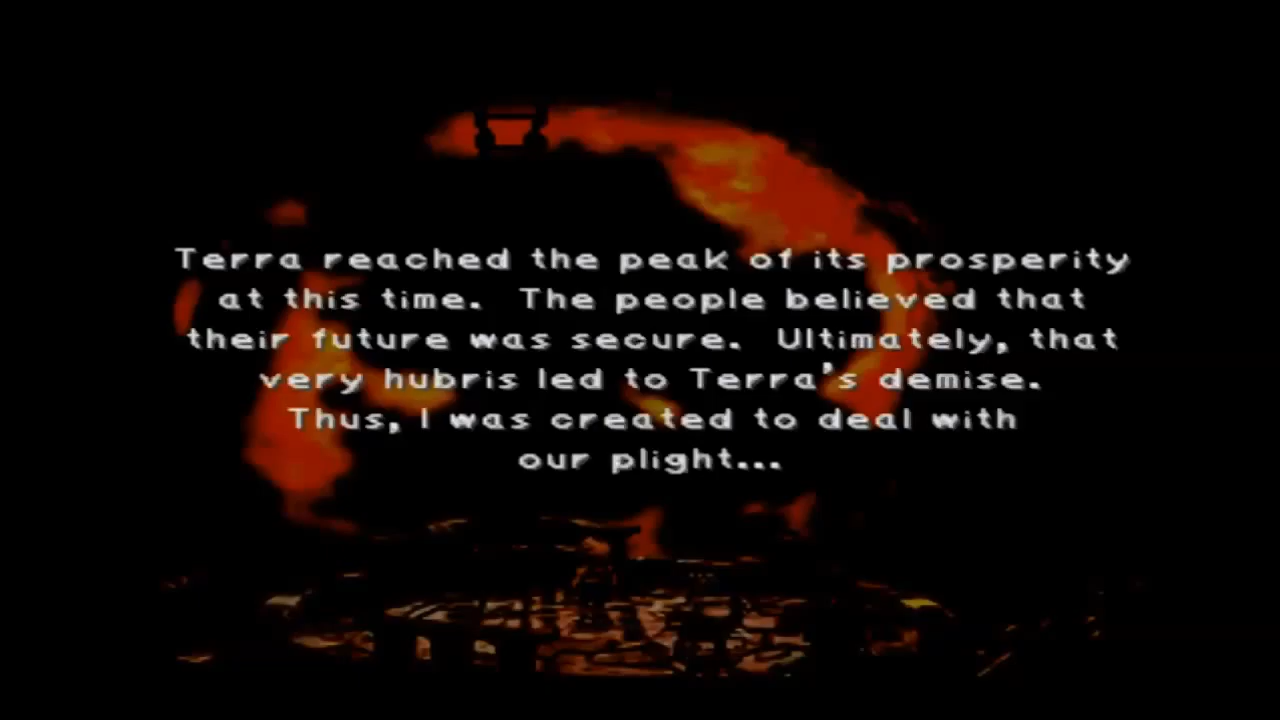 Terra reached the peak of its prosperity
at this time. The people believed that
their future was secure. Ultimately, that
very hubris led to Terra's demise.
Thus, I was created to deal with
our plight...